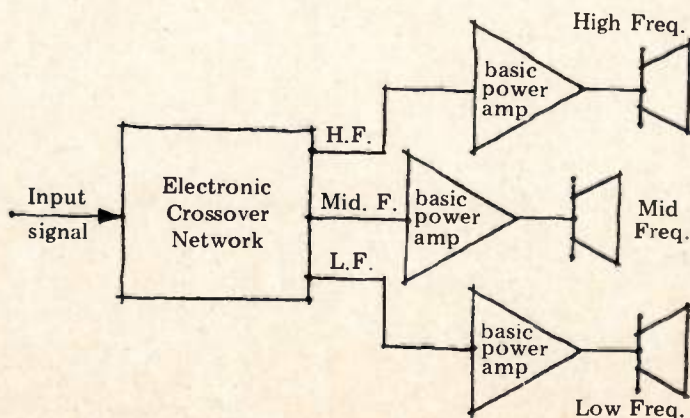 High Freq.
basic
power
amp
H.F.
Input
signal
Electronic
Crossover
Network
Mid. F.
basic
power
amp
Mid
Freq.
L.F.
basic
power
amp
Low Freq.